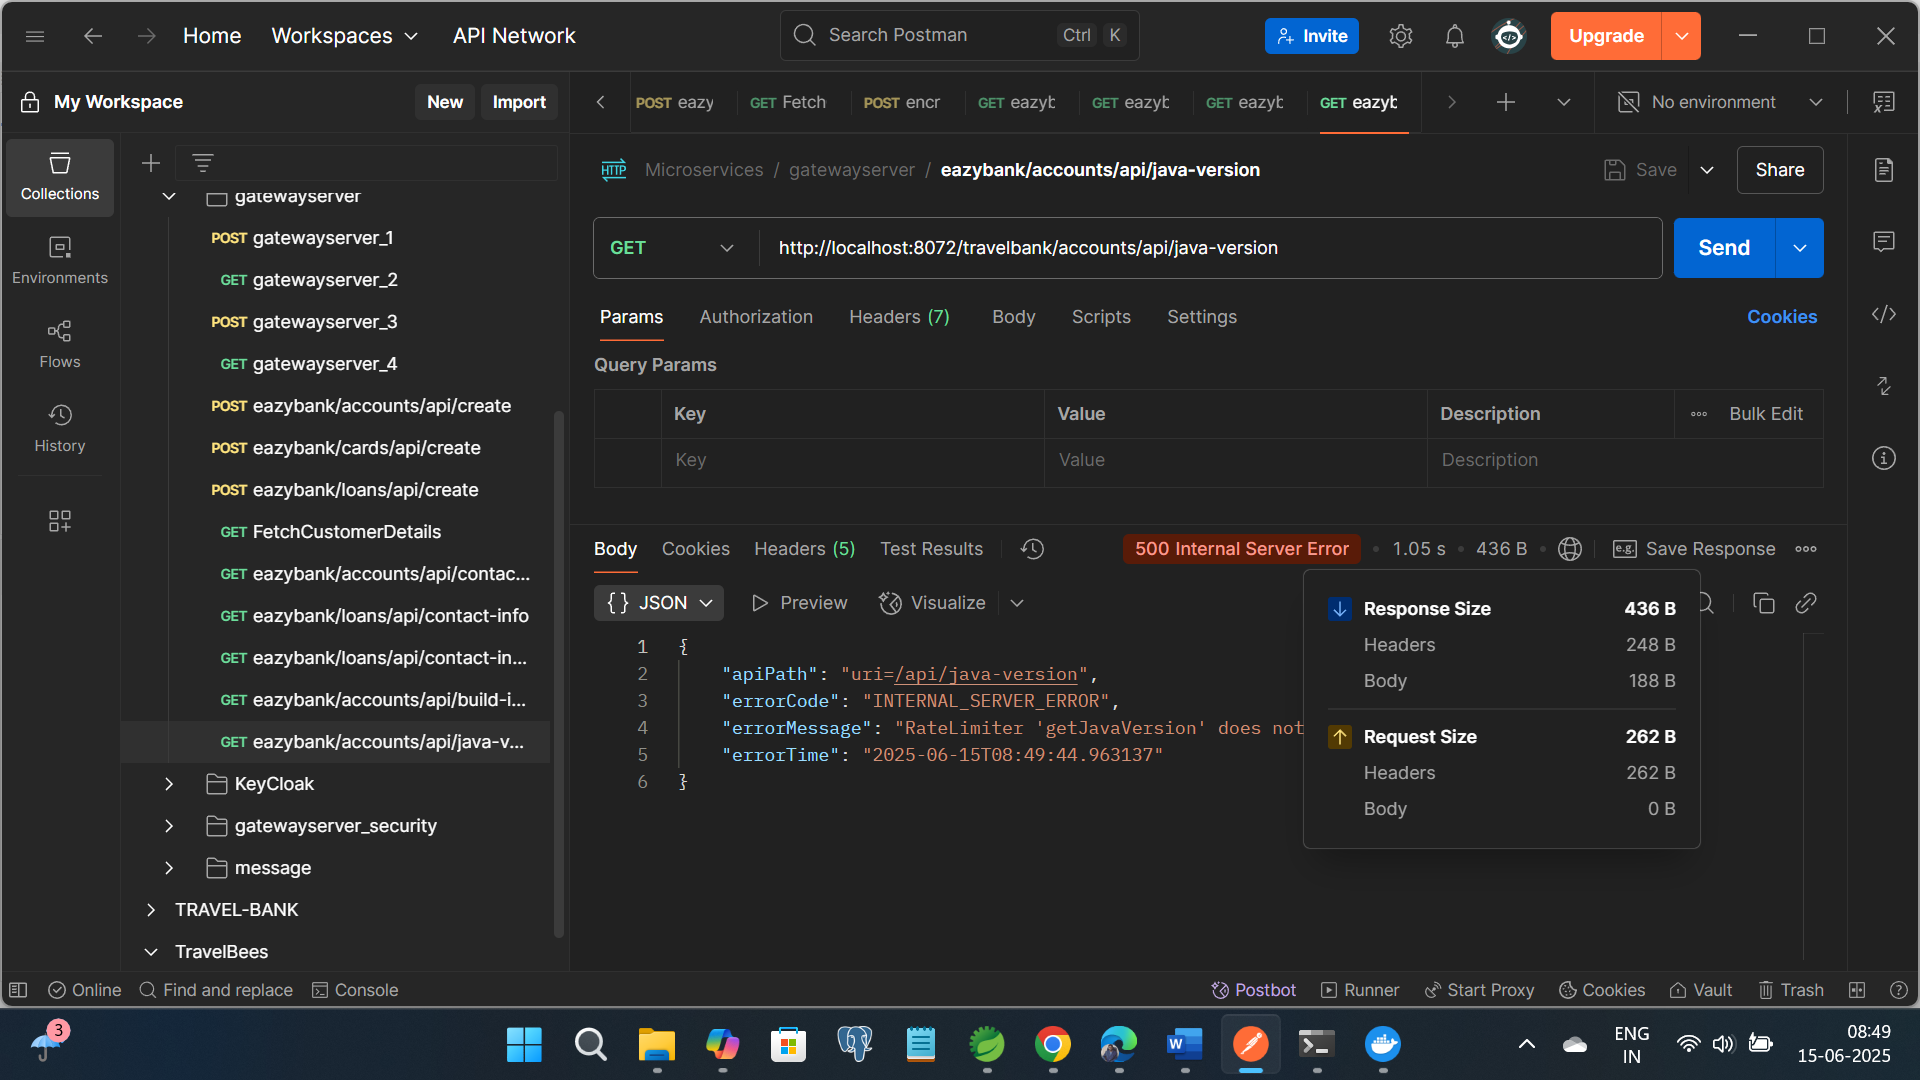 Home
Workspaces
API Network
Search Postman
Ctrl K
Invite
Upgrade
My Workspace
New
Import
POST eazy
GET Fetch
POST encr
GET eazyb
GET eazyb
GET eazyb
GET eazyb
No environment
Collections
Environments
Flows
History
gatewayserver
POST gatewayserver_1
GET gatewayserver_2
POST gatewayserver_3
GET gatewayserver_4
POST eazybank/accounts/api/create
POST eazybank/cards/api/create
POST eazybank/loans/api/create
GET FetchCustomerDetails
GET eazybank/accounts/api/contac...
GET eazybank/loans/api/contact-info
GET eazybank/loans/api/contact-in...
GET eazybank/accounts/api/build-i...
GET eazybank/accounts/api/java-v...
KeyCloak
gatewayserver_security
message
TRAVEL-BANK
TravelBees
HTTP Microservices / gatewayserver / eazybank/accounts/api/java-version
Save
Share
GET
http://localhost:8072/travelbank/accounts/api/java-version
Send
Params
Authorization
Headers (7)
Body
Scripts
Settings
Cookies
Query Params
Key Value Description ••• Bulk Edit
Key Value Description
Body
Cookies
Headers (5)
Test Results
500 Internal Server Error • 1.05 s • 436 B •
e.g. Save Response •••
{} JSON
Preview
Visualize
1 {
2 "apiPath": "uri=/api/java-version",
3 "errorCode": "INTERNAL_SERVER_ERROR",
4 "errorMessage": "RateLimiter 'getJavaVersion' does not
5 "errorTime": "2025-06-15T08:49:44.963137"
6 }
Response Size 436 B
Headers 248 B
Body 188 B
Request Size 262 B
Headers 262 B
Body 0 B
Online
Find and replace
Console
Postbot
Runner
Start Proxy
Cookies
Vault
Trash
3
W
ENG
IN
08:49
15-06-2025